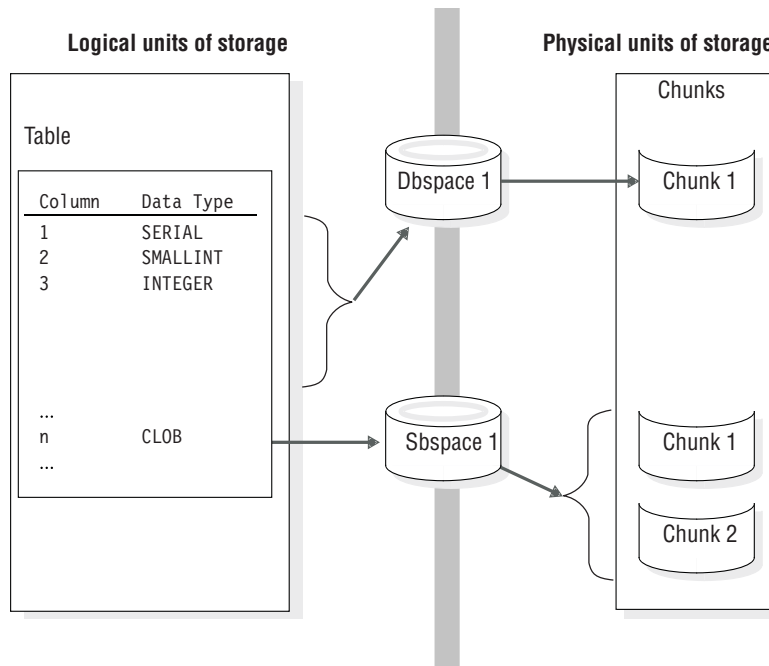 Logical units of storage
Physical units of storage
Chunks
Table
Column Data Type
1 SERIAL
2 SMALLINT
3 INTEGER
...
n CLOB
...
Dbspace 1
Chunk 1
Sbspace 1
Chunk 1
Chunk 2